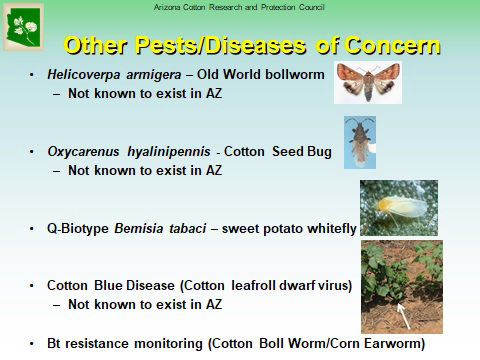 Arizona Cotton Research and Protection Council
Other Pests/Diseases of Concern
• Helicoverpa armigera – Old World bollworm
– Not known to exist in AZ
• Oxycarenus hyalinipennis - Cotton Seed Bug
– Not known to exist in AZ
• Q-Biotype Bemisia tabaci – sweet potato whitefly
• Cotton Blue Disease (Cotton leafroll dwarf virus)
– Not known to exist in AZ
• Bt resistance monitoring (Cotton Boll Worm/Corn Earworm)